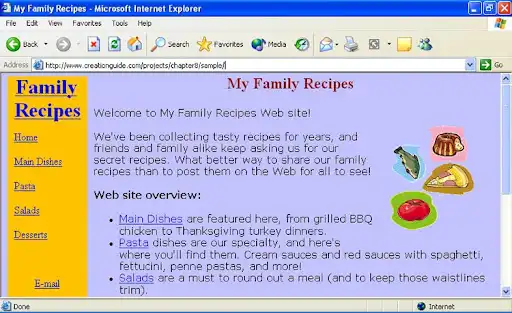 My Family Recipes - Microsoft Internet Explorer
File Edit View Favorites Tools Help
Back Search Favorites Media
Address http://www.creationguide.com/projects/chapter8/sample/ Go
Family
Recipes
Home
Main Dishes
Pasta
Salads
Desserts
E-mail
My Family Recipes
Welcome to My Family Recipes Web site!
We've been collecting tasty recipes for years, and
friends and family alike keep asking us for our
secret recipes. What better way to share our family
recipes than to post them on the Web for all to see!
Web site overview:
• Main Dishes are featured here, from grilled BBQ
chicken to Thanksgiving turkey dinners.
• Pasta dishes are our specialty, and here's
where you'll find them. Cream sauces and red sauces with spaghetti,
fettucini, penne pastas, and more!
• Salads are a must to round out a meal (and to keep those waistlines
trim).
Done Internet